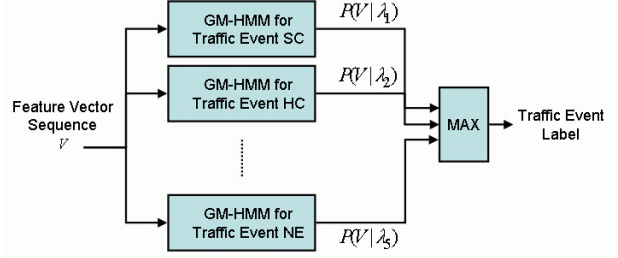 GM-HMM for
Traffic Event SC
P(V|λ₁)
GM-HMM for
Traffic Event HC
P(V|λ₂)
Feature Vector
Sequence
V
MAX
Traffic Event
Label
GM-HMM for
Traffic Event NE
P(V|λ₅)